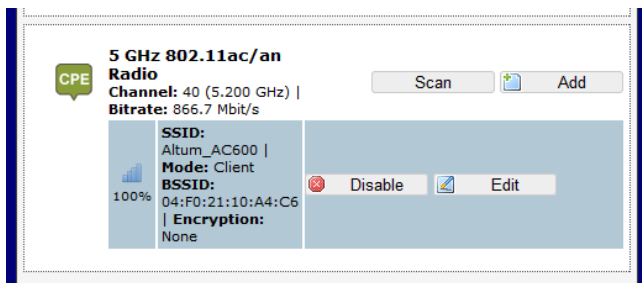 CPE
5 GHz 802.11ac/an
Radio
Channel: 40 (5.200 GHz) |
Bitrate: 866.7 Mbit/s
Scan
Add
100%
SSID:
Altum_AC600 |
Mode: Client
BSSID:
04:F0:21:10:A4:C6
| Encryption:
None
Disable
Edit